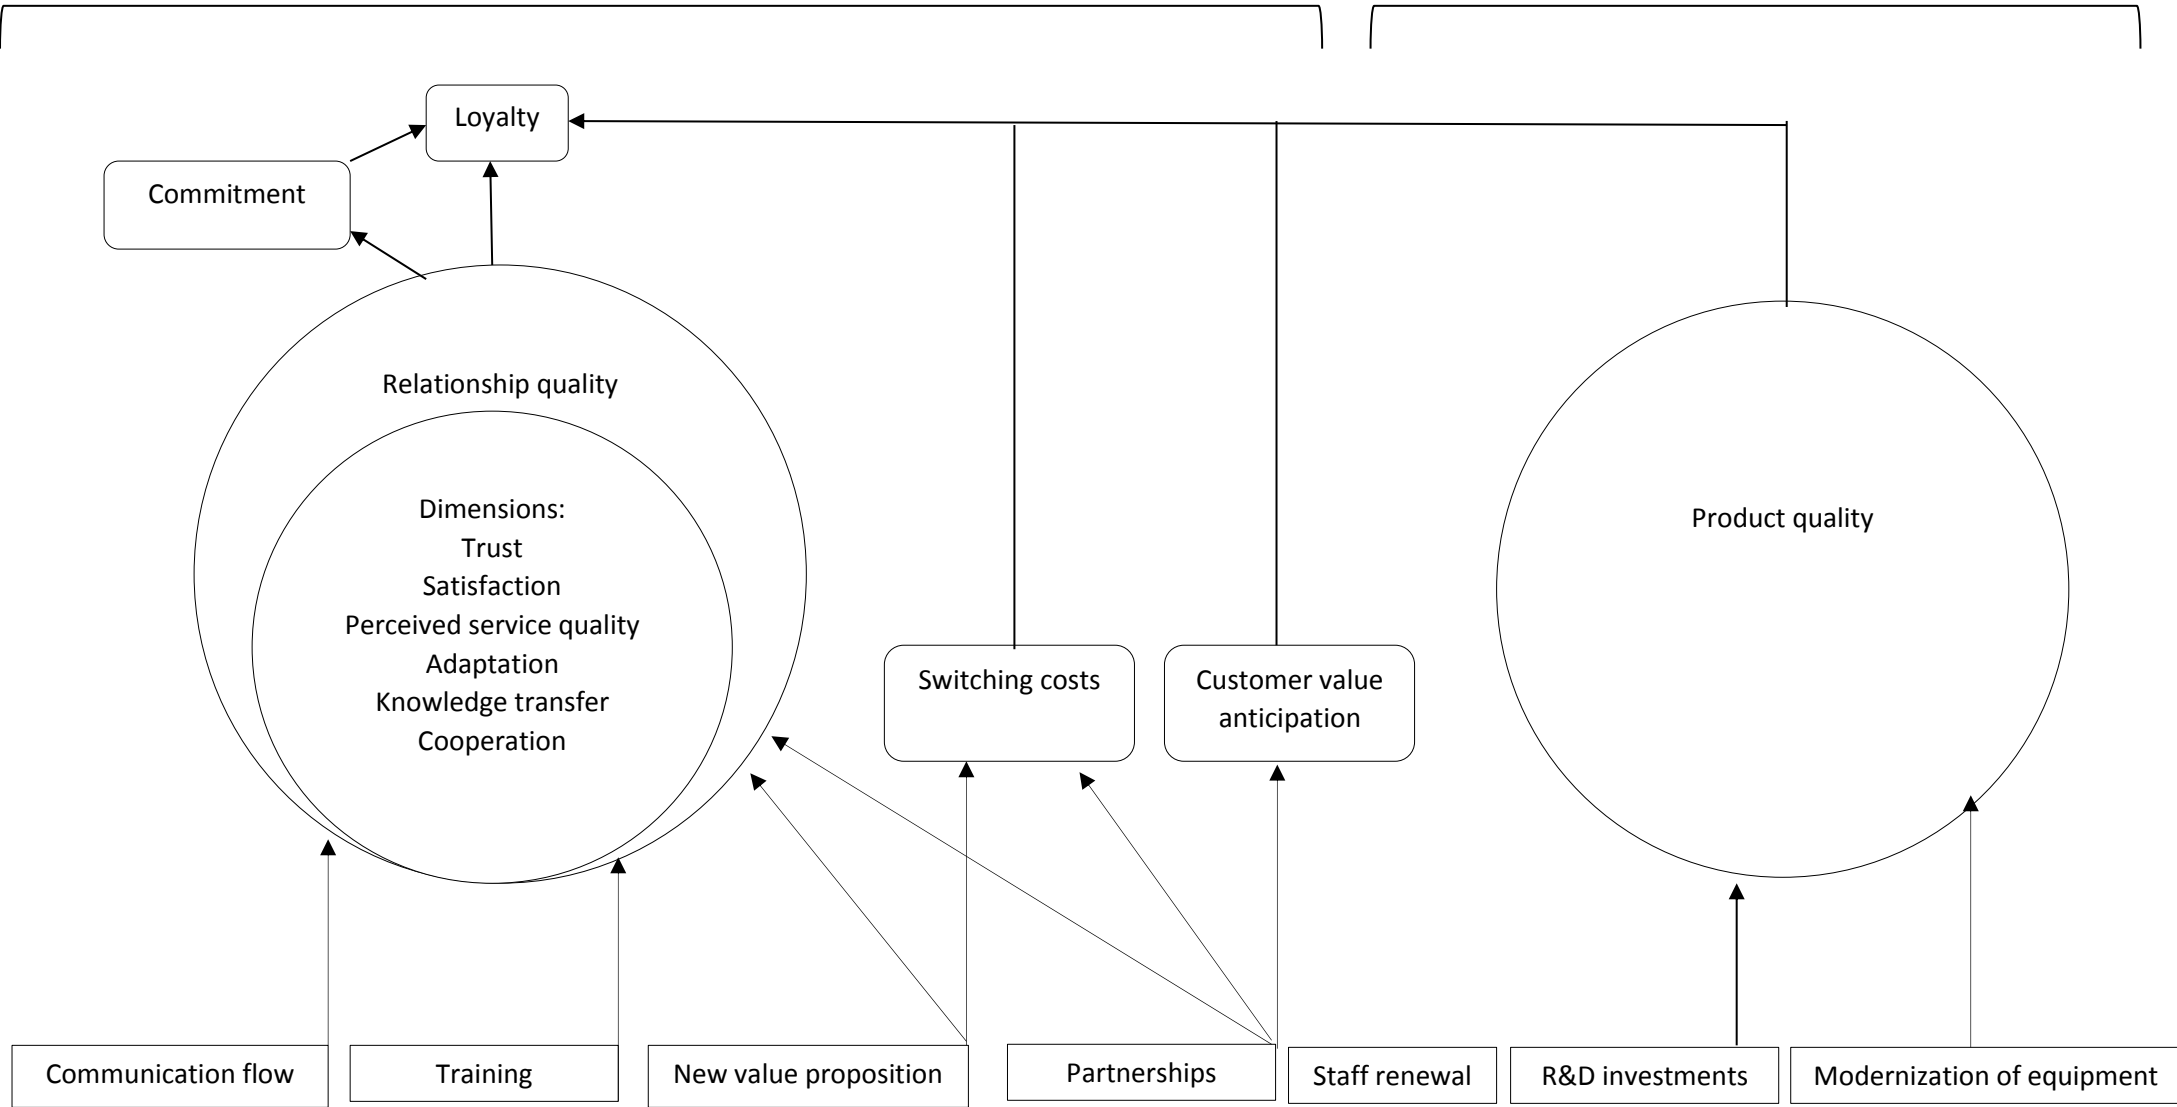 Loyalty
Commitment
Relationship quality
Dimensions:
Trust
Satisfaction
Perceived service quality
Adaptation
Knowledge transfer
Cooperation
Switching costs
Customer value
anticipation
Product quality
Communication flow
Training
New value proposition
Partnerships
Staff renewal
R&D investments
Modernization of equipment